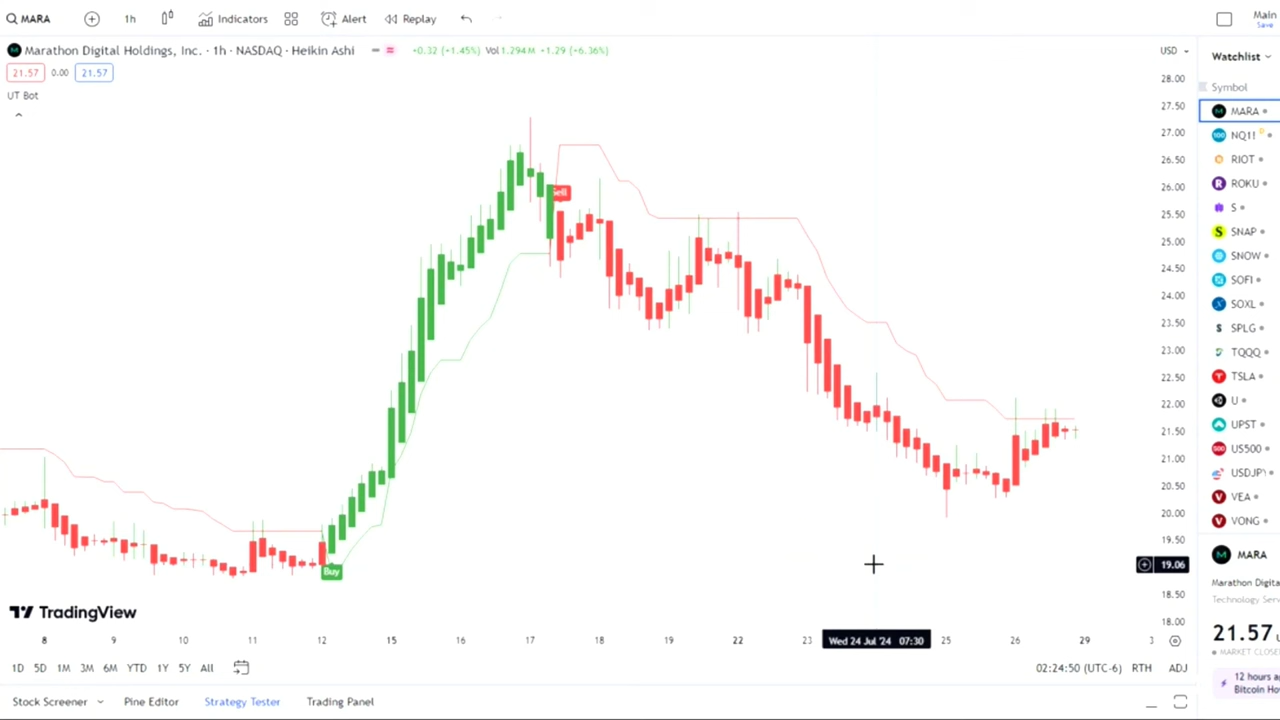 MARA 1h Indicators Alert Replay Main
Save
Marathon Digital Holdings, Inc. · 1h · NASDAQ · Heikin Ashi +0.32 (+1.45%) Vol 1.294 M +1.29 (+6.36%) USD
21.57 0.00 21.57
UT Bot
Watchlist
Symbol
MARA
NQ1! D
RIOT
ROKU
S
SNAP
SNOW
SOFI
SOXL
SPLG
TQQQ
TSLA
U
UPST
US500
USDJPY
VEA
VONG
28.00
27.50
27.00
26.50
26.00
25.50
25.00
24.50
24.00
23.50
23.00
22.50
22.00
21.50
21.00
20.50
20.00
19.50
19.06
18.50
18.00
Sell
Buy
TradingView
8 9 10 11 12 15 16 17 18 19 22 23 Wed 24 Jul '24 07:30 25 26 29 3
1D 5D 1M 3M 6M YTD 1Y 5Y All 02:24:50 (UTC-6) RTH ADJ
Stock Screener Pine Editor Strategy Tester Trading Panel
MARA
Marathon Digita
Technology Serv
21.57 U
MARKET CLOSE
12 hours a
Bitcoin Ho